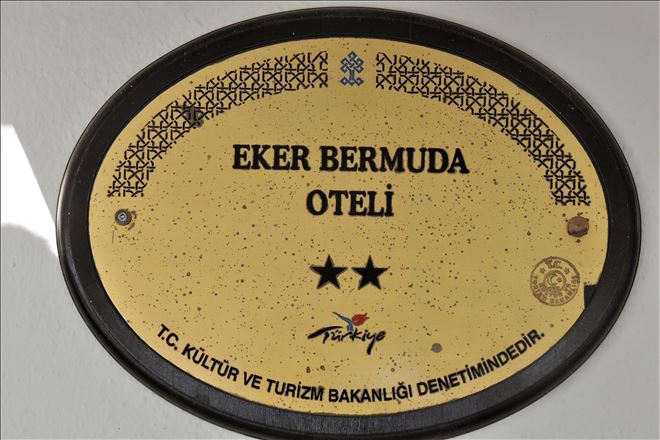 EKER BERMUDA
OTELİ
Türkiye
T.C. KÜLTÜR VE TURİZM BAKANLIĞI DENETİMİNDEDİR.